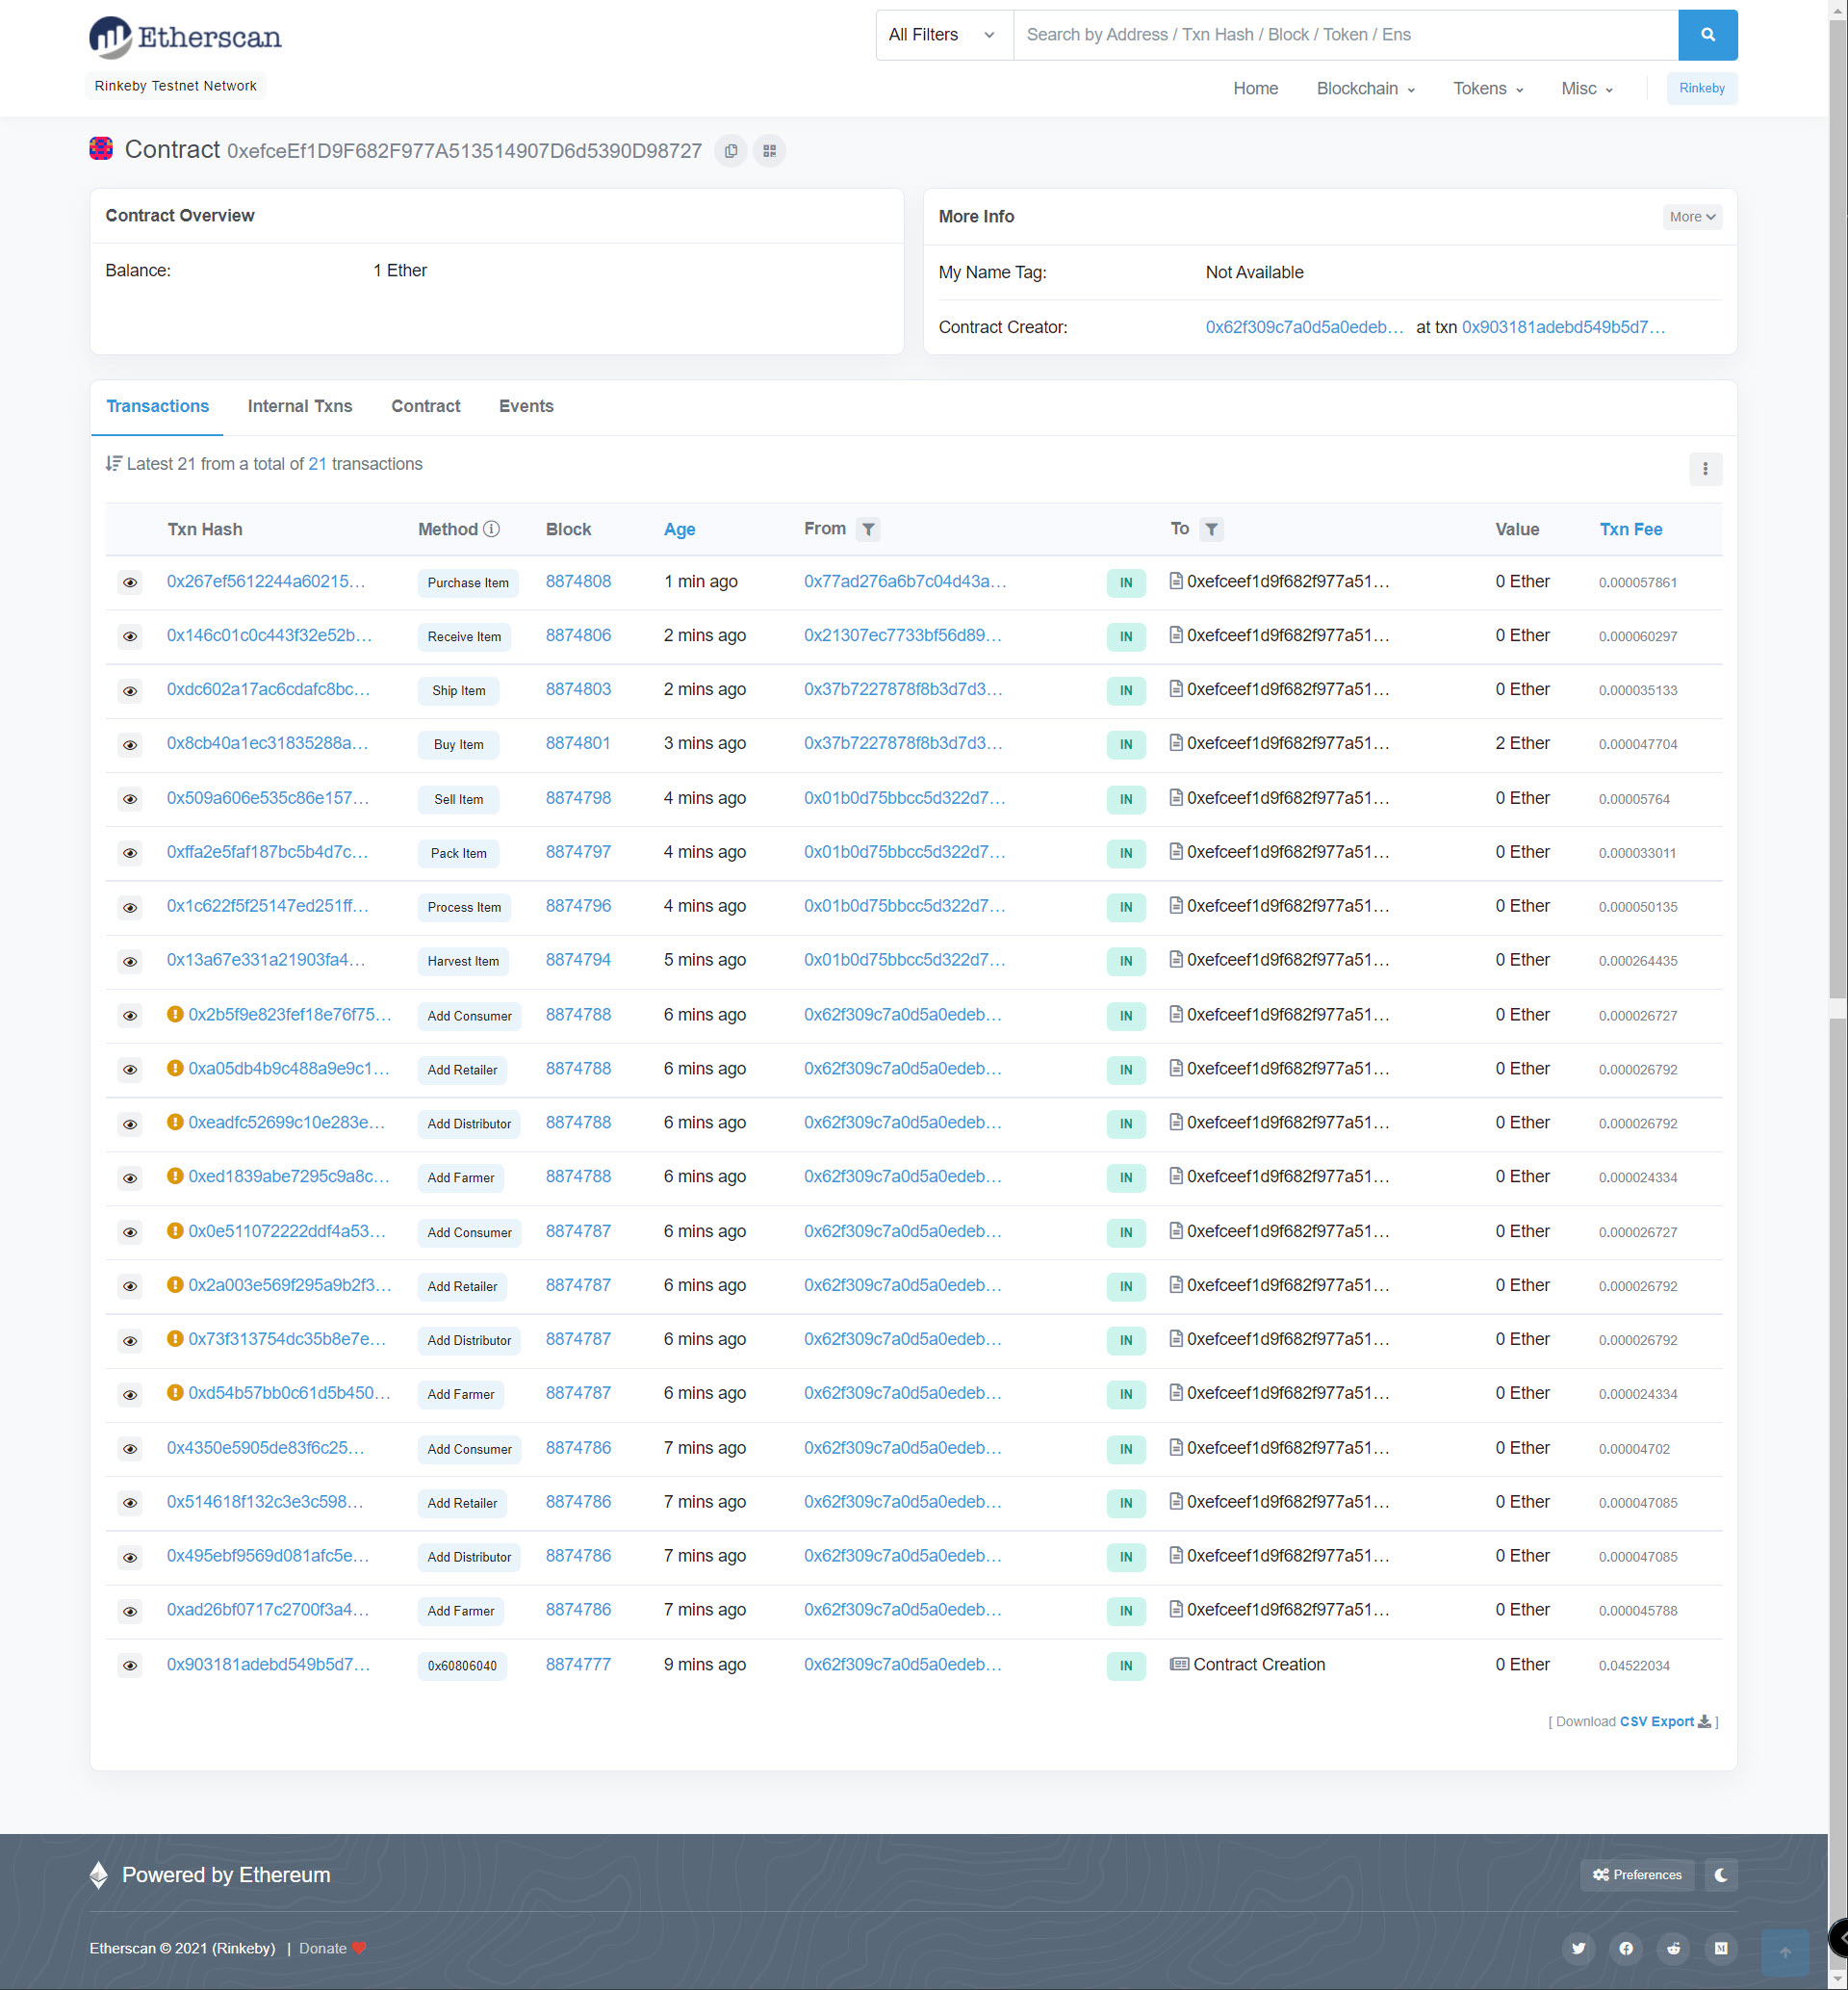 Etherscan
All Filters Search by Address / Txn Hash / Block / Token / Ens
Rinkeby Testnet Network
Home Blockchain Tokens Misc Rinkeby
Contract 0xefceEf1D9F682F977A513514907D6d5390D98727
Contract Overview
Balance: 1 Ether
More Info More
My Name Tag: Not Available
Contract Creator: 0x62f309c7a0d5a0edeb... at txn 0x903181adebd549b5d7...
Transactions Internal Txns Contract Events
Latest 21 from a total of 21 transactions
Txn Hash Method Block Age From To Value Txn Fee
0x267ef5612244a60215... Purchase Item 8874808 1 min ago 0x77ad276a6b7c04d43a... IN 0xefceef1d9f682f977a51... 0 Ether 0.000057861
0x146c01c0c443f32e52b... Receive Item 8874806 2 mins ago 0x21307ec7733bf56d89... IN 0xefceef1d9f682f977a51... 0 Ether 0.000060297
0xdc602a17ac6cdafc8bc... Ship Item 8874803 2 mins ago 0x37b7227878f8b3d7d3... IN 0xefceef1d9f682f977a51... 0 Ether 0.000035133
0x8cb40a1ec31835288a... Buy Item 8874801 3 mins ago 0x37b7227878f8b3d7d3... IN 0xefceef1d9f682f977a51... 2 Ether 0.000047704
0x509a606e535c86e157... Sell Item 8874798 4 mins ago 0x01b0d75bbcc5d322d7... IN 0xefceef1d9f682f977a51... 0 Ether 0.00005764
0xffa2e5faf187bc5b4d7c... Pack Item 8874797 4 mins ago 0x01b0d75bbcc5d322d7... IN 0xefceef1d9f682f977a51... 0 Ether 0.000033011
0x1c622f5f25147ed251ff... Process Item 8874796 4 mins ago 0x01b0d75bbcc5d322d7... IN 0xefceef1d9f682f977a51... 0 Ether 0.000050135
0x13a67e331a21903fa4... Harvest Item 8874794 5 mins ago 0x01b0d75bbcc5d322d7... IN 0xefceef1d9f682f977a51... 0 Ether 0.000264435
0x2b5f9e823fef18e76f75... Add Consumer 8874788 6 mins ago 0x62f309c7a0d5a0edeb... IN 0xefceef1d9f682f977a51... 0 Ether 0.000026727
0xa05db4b9c488a9e9c1... Add Retailer 8874788 6 mins ago 0x62f309c7a0d5a0edeb... IN 0xefceef1d9f682f977a51... 0 Ether 0.000026792
0xeadfc52699c10e283e... Add Distributor 8874788 6 mins ago 0x62f309c7a0d5a0edeb... IN 0xefceef1d9f682f977a51... 0 Ether 0.000026792
0xed1839abe7295c9a8c... Add Farmer 8874788 6 mins ago 0x62f309c7a0d5a0edeb... IN 0xefceef1d9f682f977a51... 0 Ether 0.000024334
0x0e511072222ddf4a53... Add Consumer 8874787 6 mins ago 0x62f309c7a0d5a0edeb... IN 0xefceef1d9f682f977a51... 0 Ether 0.000026727
0x2a003e569f295a9b2f3... Add Retailer 8874787 6 mins ago 0x62f309c7a0d5a0edeb... IN 0xefceef1d9f682f977a51... 0 Ether 0.000026792
0x73f313754dc35b8e7e... Add Distributor 8874787 6 mins ago 0x62f309c7a0d5a0edeb... IN 0xefceef1d9f682f977a51... 0 Ether 0.000026792
0xd54b57bb0c61d5b450... Add Farmer 8874787 6 mins ago 0x62f309c7a0d5a0edeb... IN 0xefceef1d9f682f977a51... 0 Ether 0.000024334
0x4350e5905de83f6c25... Add Consumer 8874786 7 mins ago 0x62f309c7a0d5a0edeb... IN 0xefceef1d9f682f977a51... 0 Ether 0.00004702
0x514618f132c3e3c598... Add Retailer 8874786 7 mins ago 0x62f309c7a0d5a0edeb... IN 0xefceef1d9f682f977a51... 0 Ether 0.000047085
0x495ebf9569d081afc5e... Add Distributor 8874786 7 mins ago 0x62f309c7a0d5a0edeb... IN 0xefceef1d9f682f977a51... 0 Ether 0.000047085
0xad26bf0717c2700f3a4... Add Farmer 8874786 7 mins ago 0x62f309c7a0d5a0edeb... IN 0xefceef1d9f682f977a51... 0 Ether 0.000045788
0x903181adebd549b5d7... 0x60806040 8874777 9 mins ago 0x62f309c7a0d5a0edeb... IN Contract Creation 0 Ether 0.04522034
[ Download CSV Export ]
Powered by Ethereum Preferences
Etherscan © 2021 (Rinkeby) | Donate